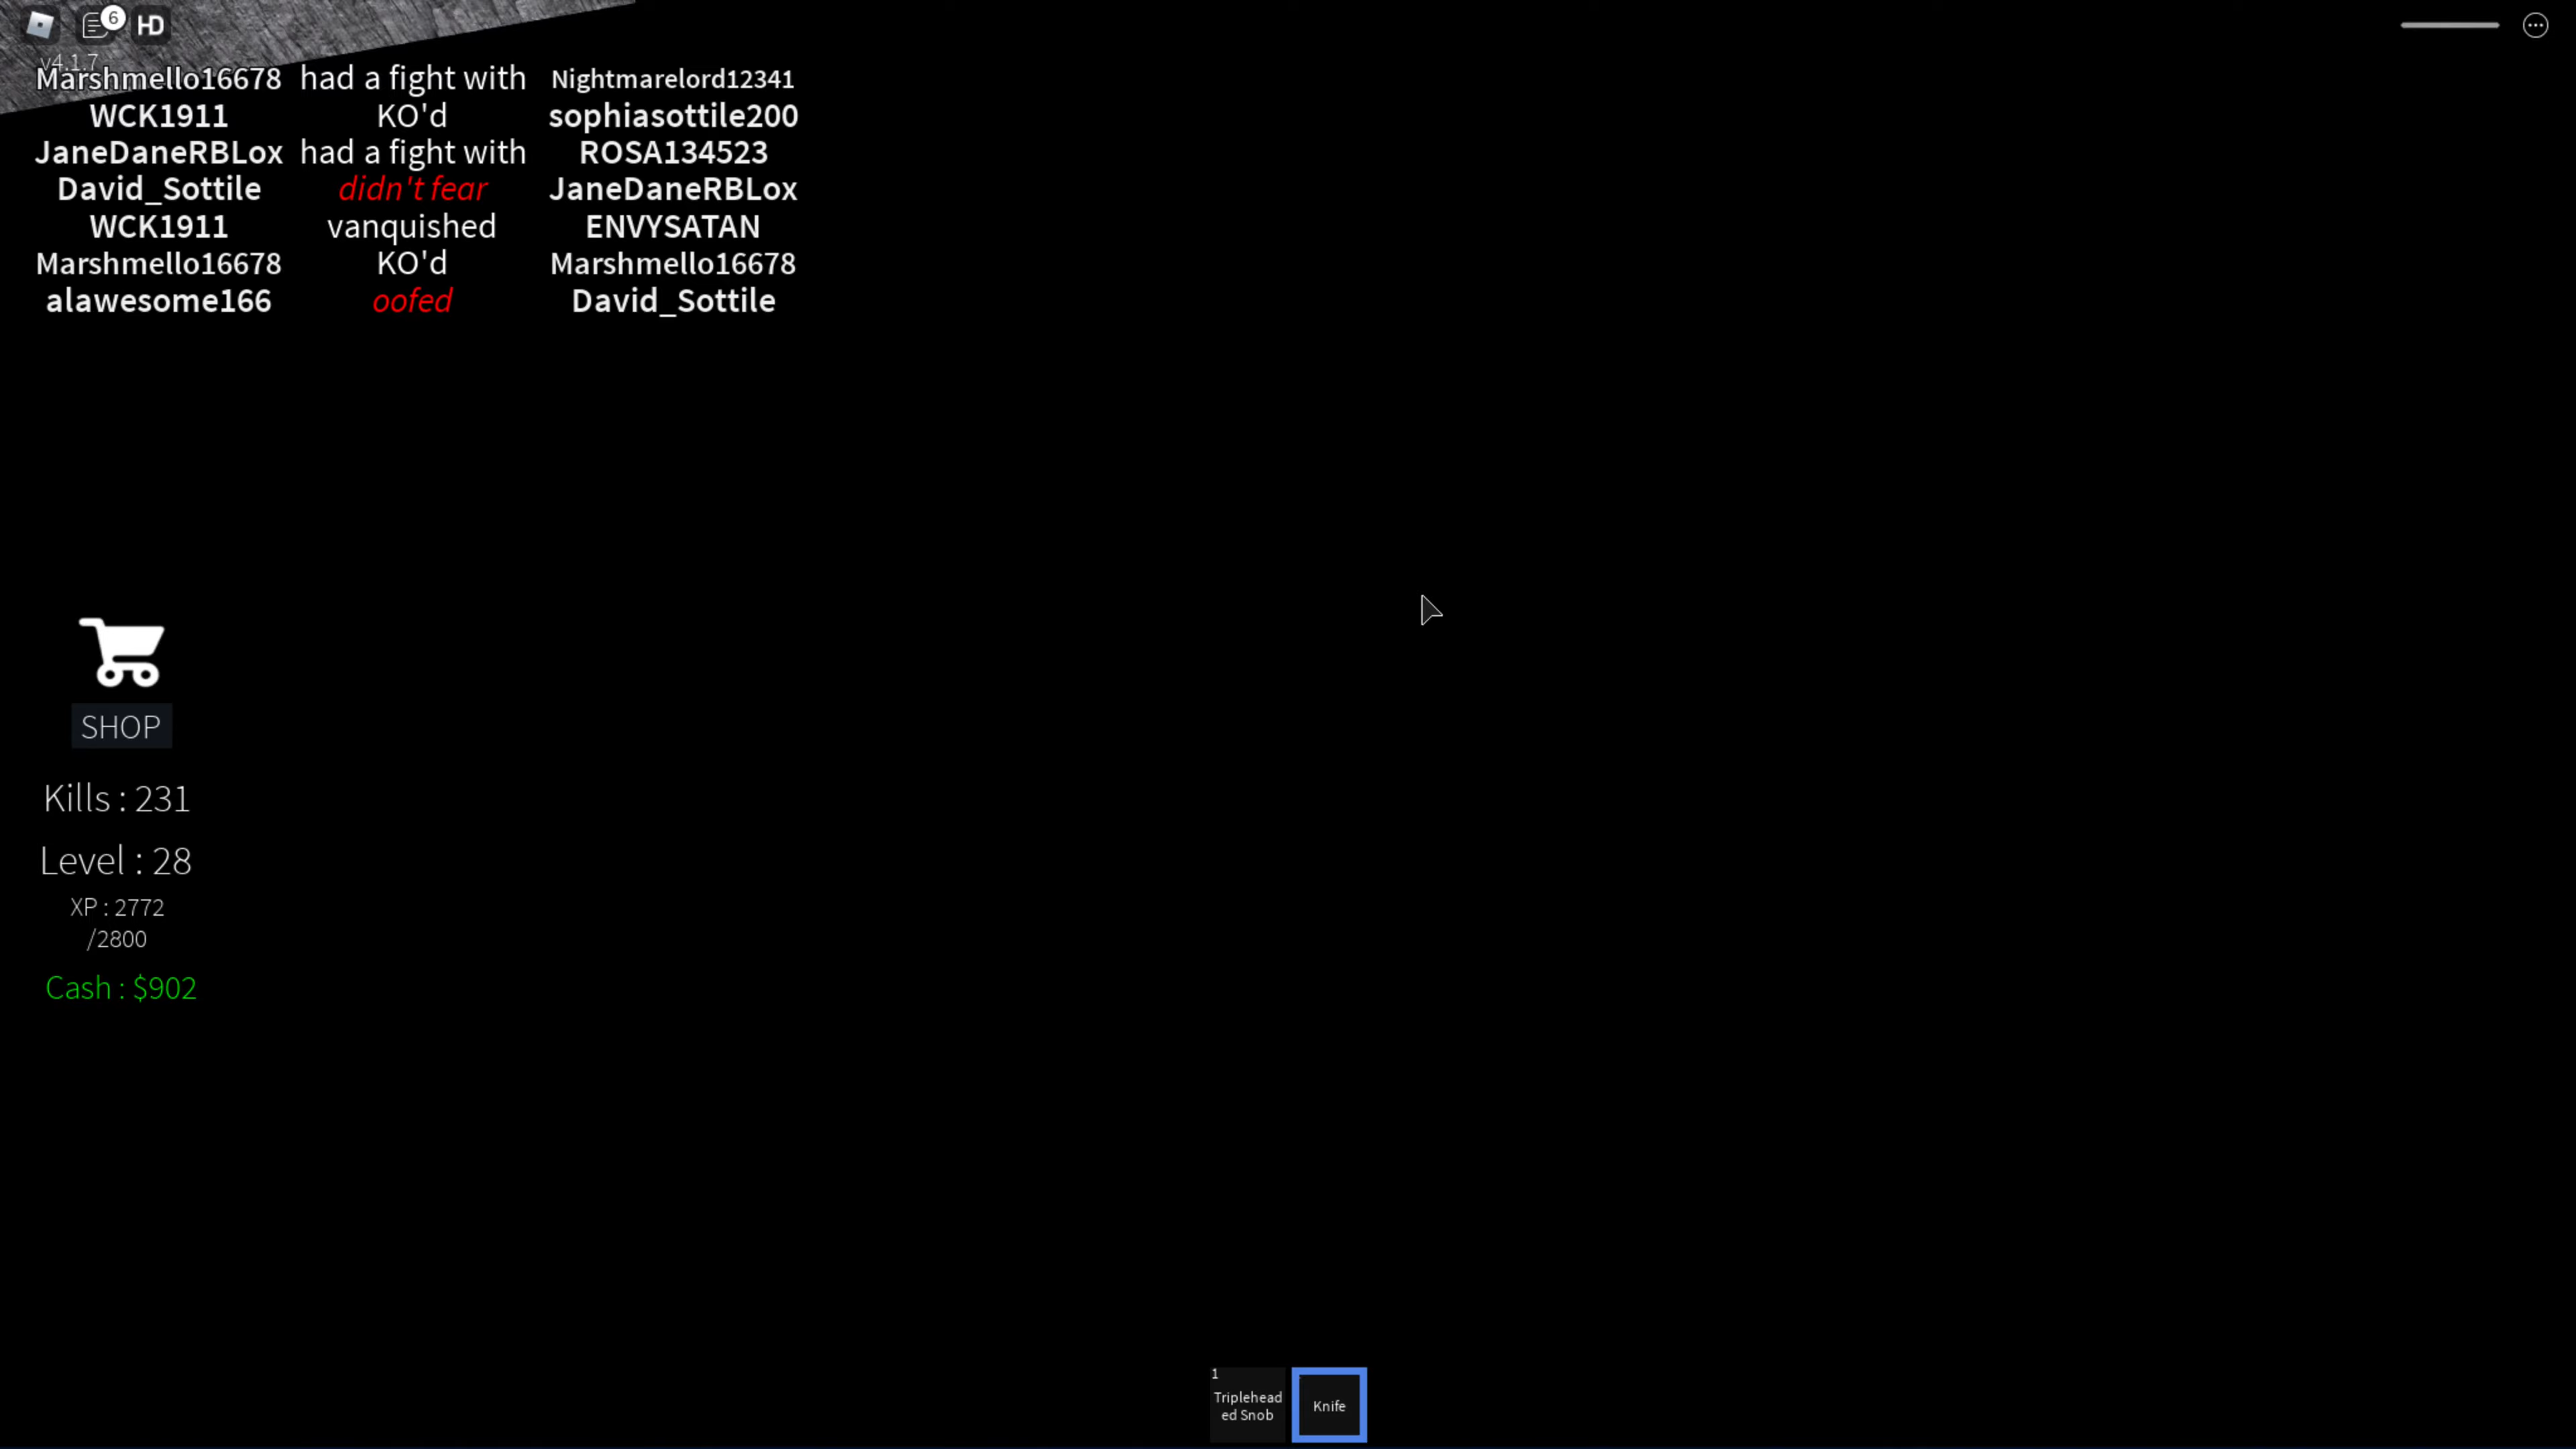 6 HD
v4.1.7
Marshmello16678 had a fight with Nightmarelord12341
WCK1911 KO'd sophiasottile200
JaneDaneRBLox had a fight with ROSA134523
David_Sottile didn't fear JaneDaneRBLox
WCK1911 vanquished ENVYSATAN
Marshmello16678 KO'd Marshmello16678
alawesome166 oofed David_Sottile
SHOP
Kills : 231
Level : 28
XP : 2772
/2800
Cash : $902
1
Triplehead
ed Snob
Knife